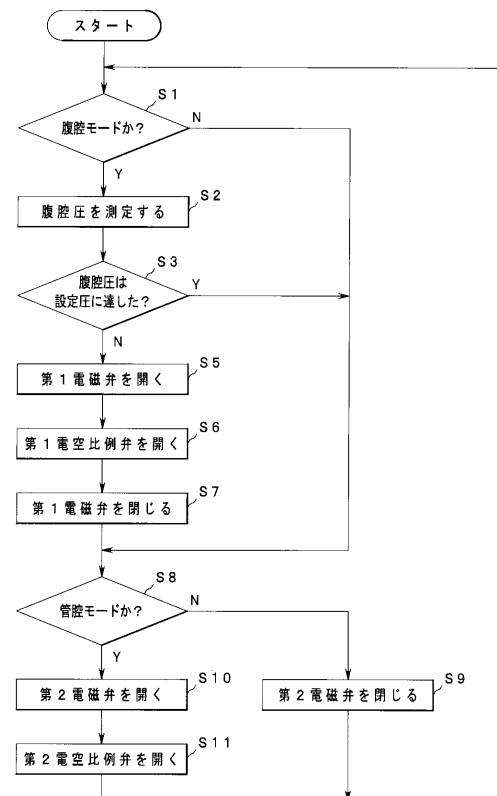 スタート
S1
腹腔モードか?
N
Y
S2
腹腔圧を測定する
S3
腹腔圧は
設定圧に達した?
Y
N
S5
第1電磁弁を開く
S6
第1電空比例弁を開く
S7
第1電磁弁を閉じる
S8
管腔モードか?
N
Y
S10
第2電磁弁を開く
S9
第2電磁弁を閉じる
S11
第2電空比例弁を開く